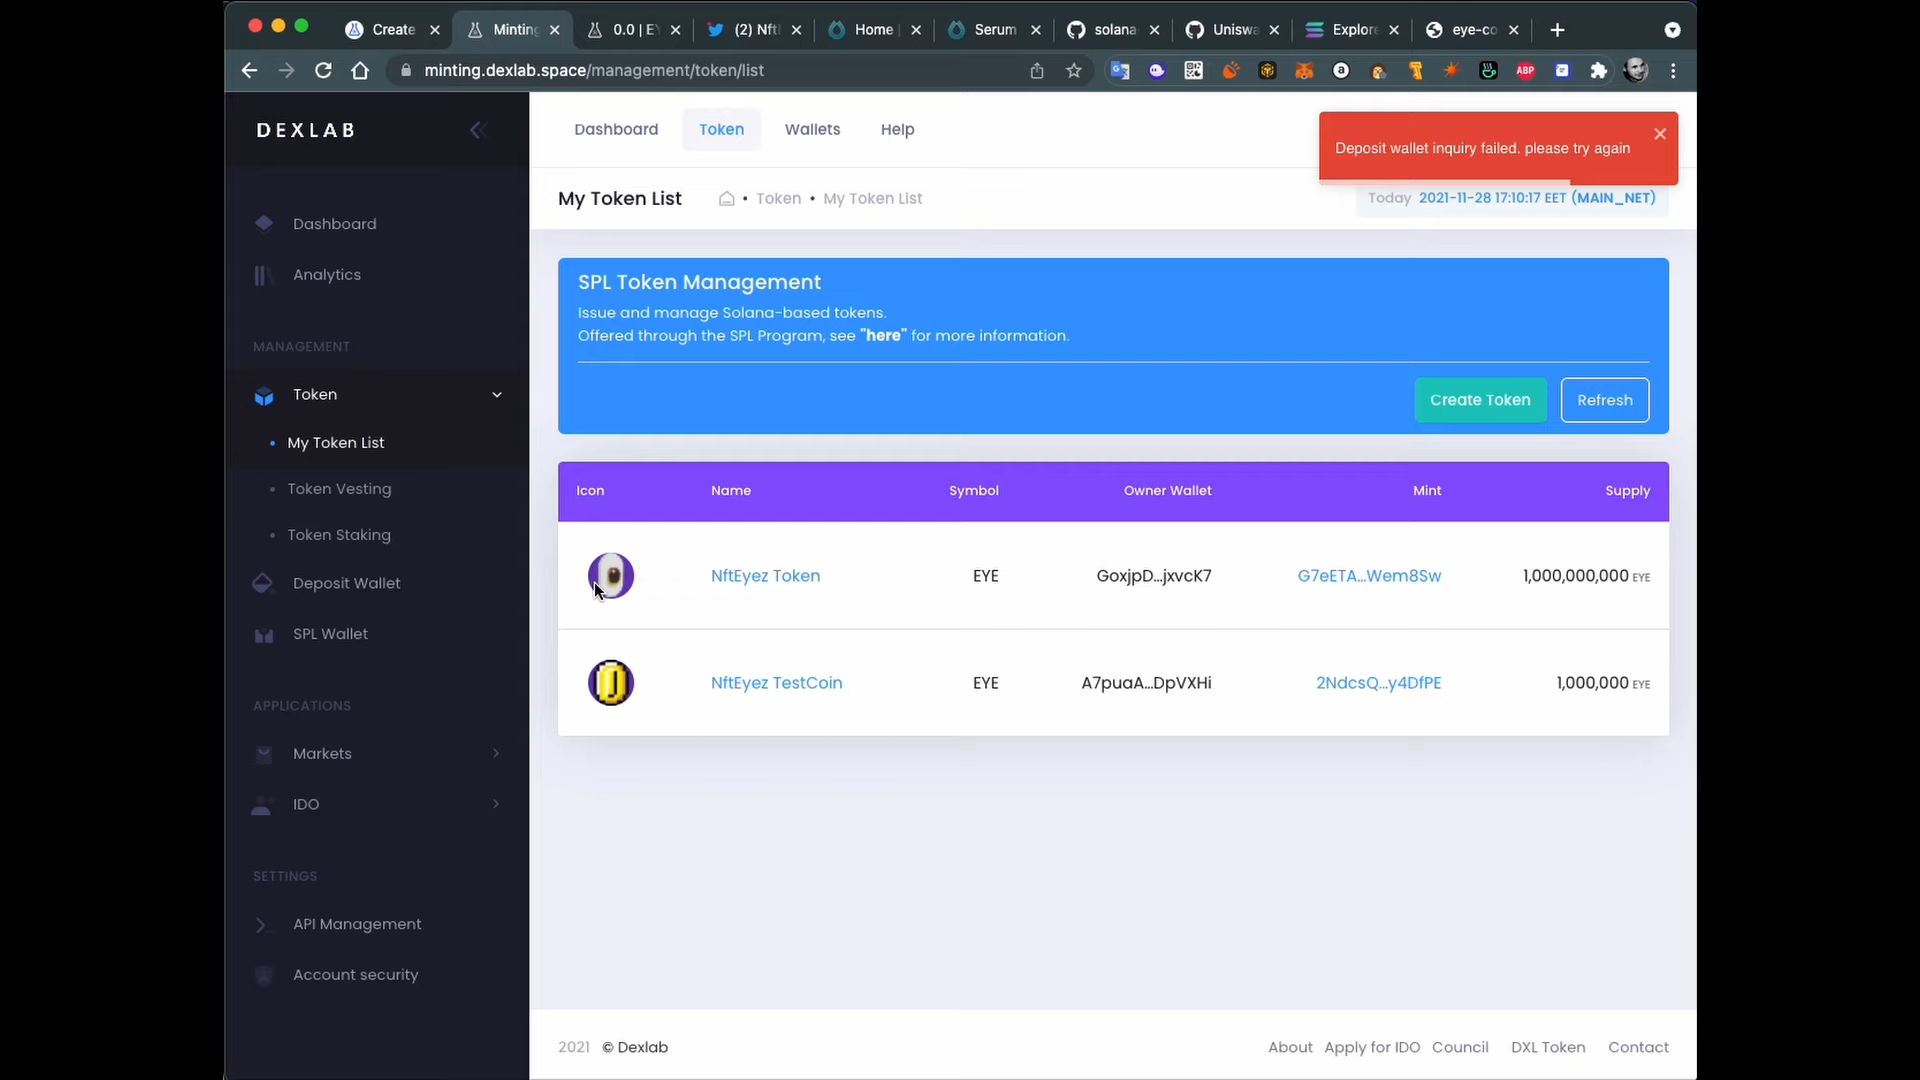 Create
Minting
0.0 | EY
(2) Nft
Home |
Serum
solana
Uniswa
Explore
eye-co
minting.dexlab.space/management/token/list
ABP
DEXLAB
Dashboard
Token
Wallets
Help
Deposit wallet inquiry failed. please try again
My Token List
• Token • My Token List
Today 2021-11-28 17:10:17 EET (MAIN_NET)
Dashboard
Analytics
MANAGEMENT
Token
My Token List
Token Vesting
Token Staking
Deposit Wallet
SPL Wallet
APPLICATIONS
Markets
IDO
SETTINGS
API Management
Account security
SPL Token Management
Issue and manage Solana-based tokens.
Offered through the SPL Program, see "here" for more information.
Create Token
Refresh
Icon Name Symbol Owner Wallet Mint Supply
NftEyez Token EYE GoxjpD...jxvcK7 G7eETA...Wem8Sw 1,000,000,000 EYE
NftEyez TestCoin EYE A7puaA...DpVXHi 2NdcsQ...y4DfPE 1,000,000 EYE
2021 © Dexlab
About Apply for IDO Council DXL Token Contact